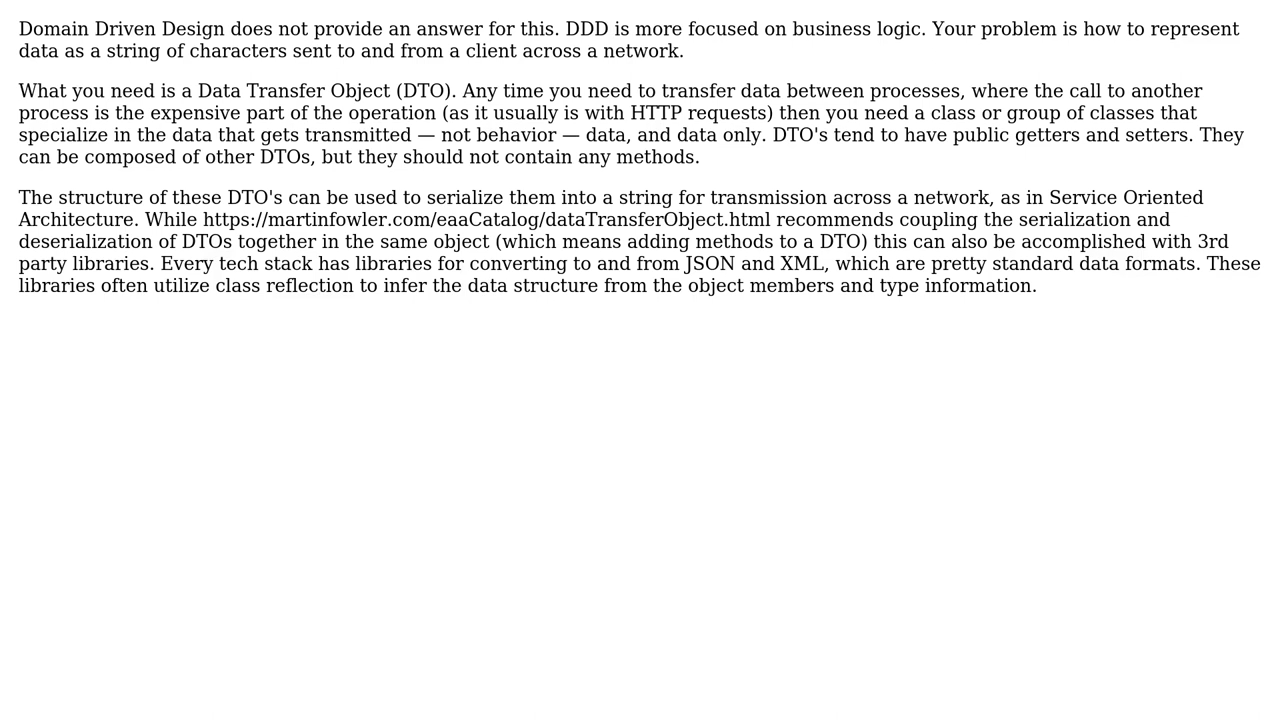 Domain Driven Design does not provide an answer for this. DDD is more focused on business logic. Your problem is how to represent
data as a string of characters sent to and from a client across a network.
What you need is a Data Transfer Object (DTO). Any time you need to transfer data between processes, where the call to another
process is the expensive part of the operation (as it usually is with HTTP requests) then you need a class or group of classes that
specialize in the data that gets transmitted — not behavior — data, and data only. DTO's tend to have public getters and setters. They
can be composed of other DTOs, but they should not contain any methods.
The structure of these DTO's can be used to serialize them into a string for transmission across a network, as in Service Oriented
Architecture. While https://martinfowler.com/eaaCatalog/dataTransferObject.html recommends coupling the serialization and
deserialization of DTOs together in the same object (which means adding methods to a DTO) this can also be accomplished with 3rd
party libraries. Every tech stack has libraries for converting to and from JSON and XML, which are pretty standard data formats. These
libraries often utilize class reflection to infer the data structure from the object members and type information.